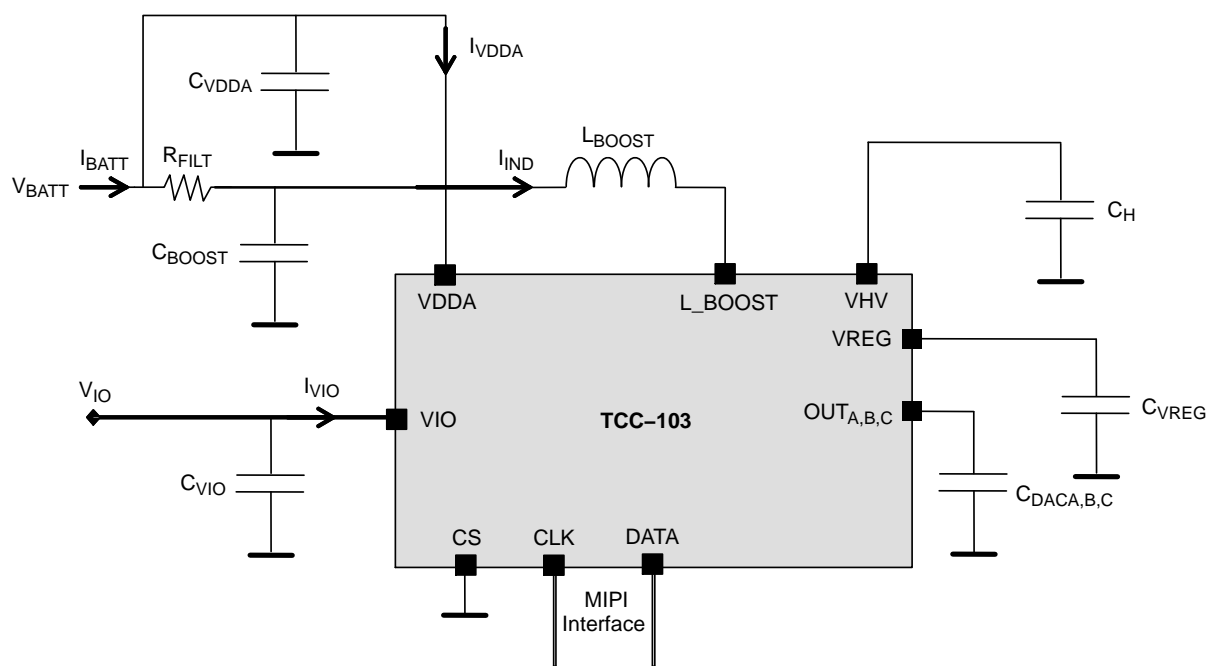 I_VDDA
C_VDDA
L_BOOST
I_BATT
R_FILT
I_IND
V_BATT
C_H
C_BOOST
VDDA
L_BOOST
VHV
VREG
V_IO
I_VIO
VIO
TCC–103
OUT_A,B,C
C_VREG
C_VIO
C_DACA,B,C
CS
CLK
DATA
MIPI
Interface